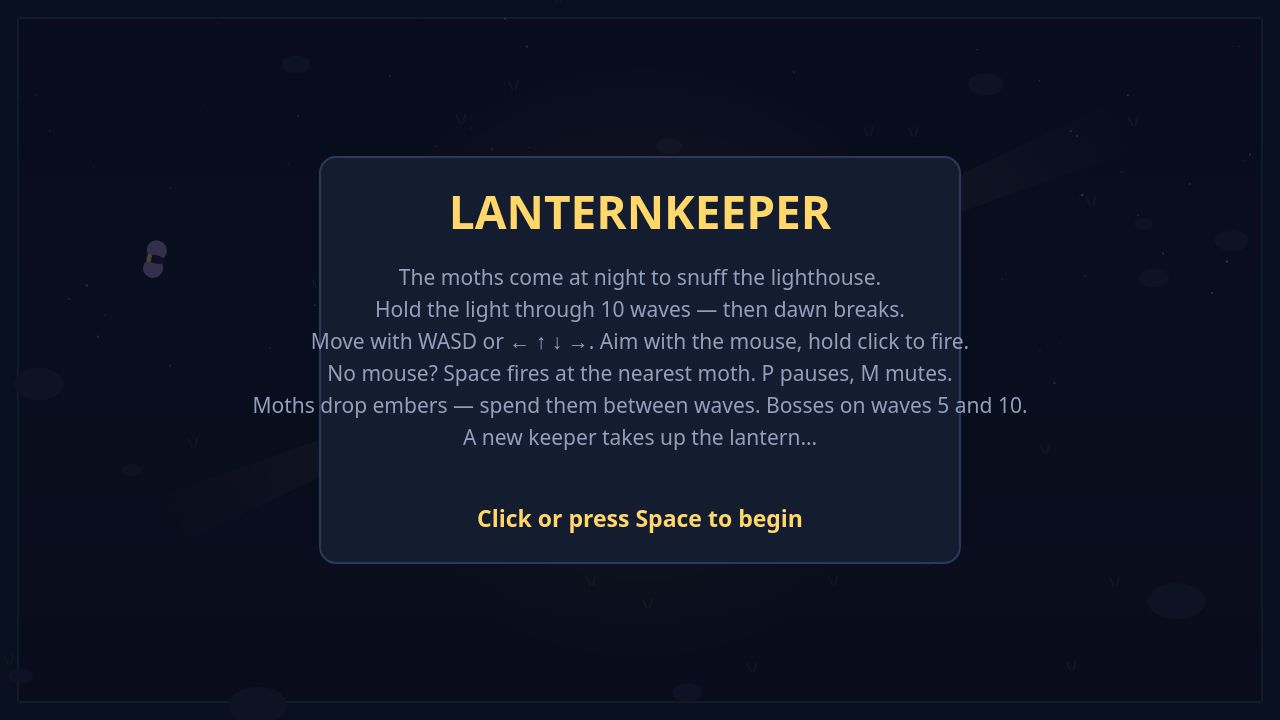 LANTERNKEEPER
The moths come at night to snuff the lighthouse.
Hold the light through 10 waves — then dawn breaks.
Move with WASD or ← ↑ ↓ →. Aim with the mouse, hold click to fire.
No mouse? Space fires at the nearest moth. P pauses, M mutes.
Moths drop embers — spend them between waves. Bosses on waves 5 and 10.
A new keeper takes up the lantern...
Click or press Space to begin